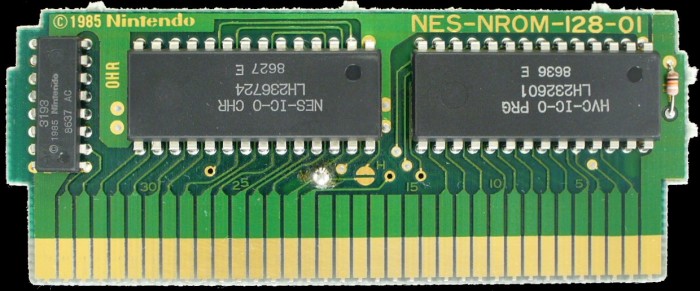 ©1985 Nintendo
NES-NROM-128-01
3193
© 1985 Nintendo
8637 AC
CHR
NES-IC-0 CHR
LH236724
8627 E
HVC-IC-0 PRG
LH232601
8636 E
H
30
25
15
10
5